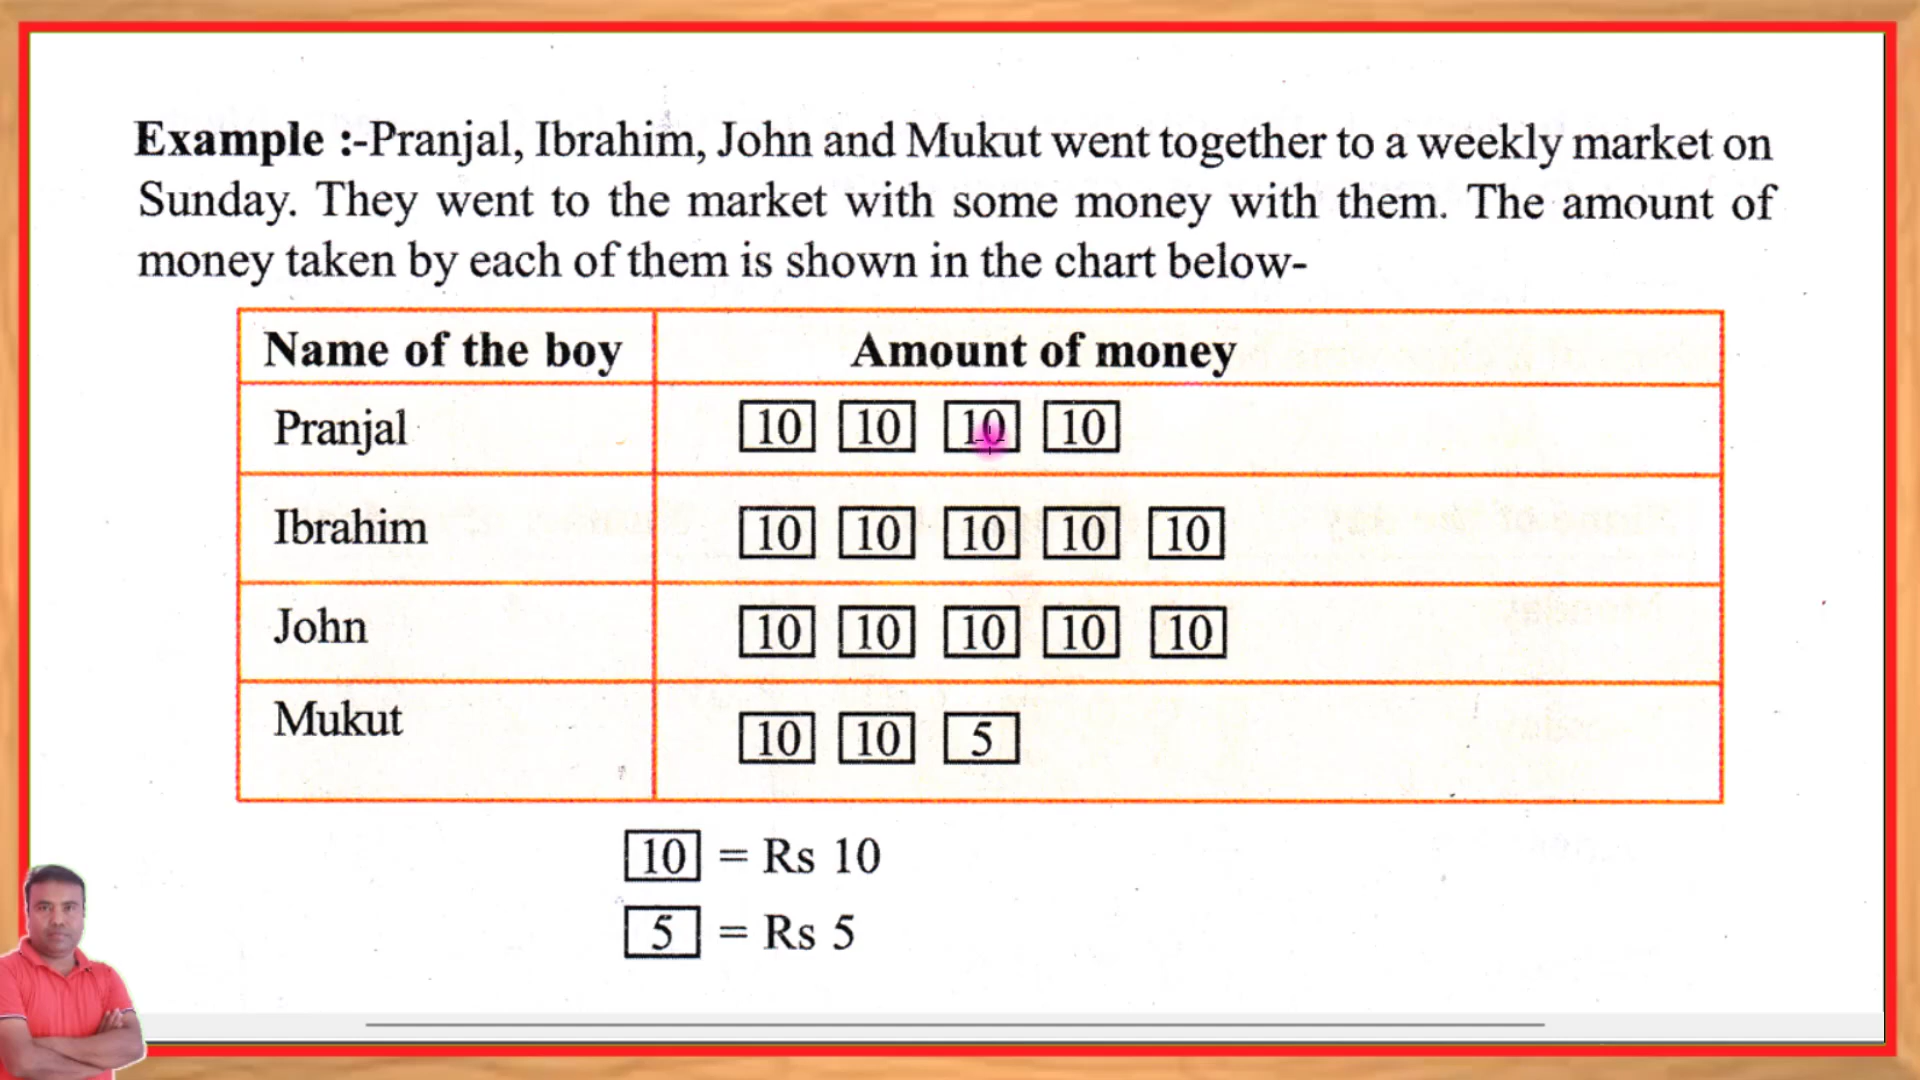 Example :-Pranjal, Ibrahim, John and Mukut went together to a weekly market on
Sunday. They went to the market with some money with them. The amount of
money taken by each of them is shown in the chart below-
Name of the boy Amount of money
Pranjal 10 10 10 10
Ibrahim 10 10 10 10 10
John 10 10 10 10 10
Mukut 10 10 5
10 = Rs 10
5 = Rs 5